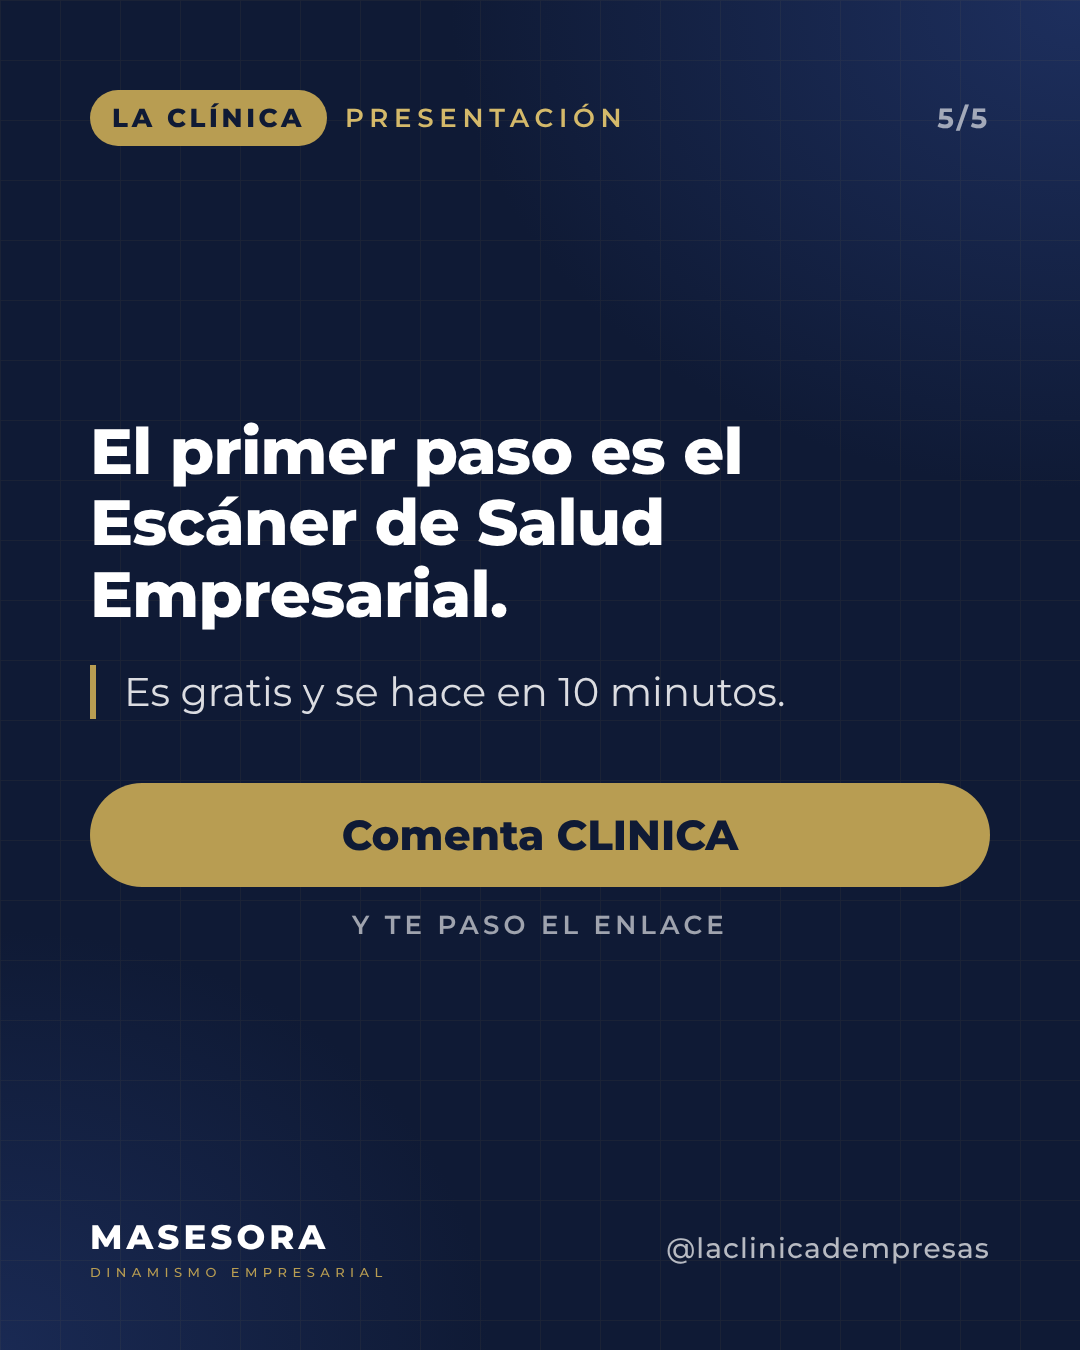 LA CLÍNICA PRESENTACIÓN 5/5
El primer paso es el
Escáner de Salud
Empresarial.
Es gratis y se hace en 10 minutos.
Comenta CLINICA
Y TE PASO EL ENLACE
MASESORA
DINAMISMO EMPRESARIAL
@laclinicadempresas